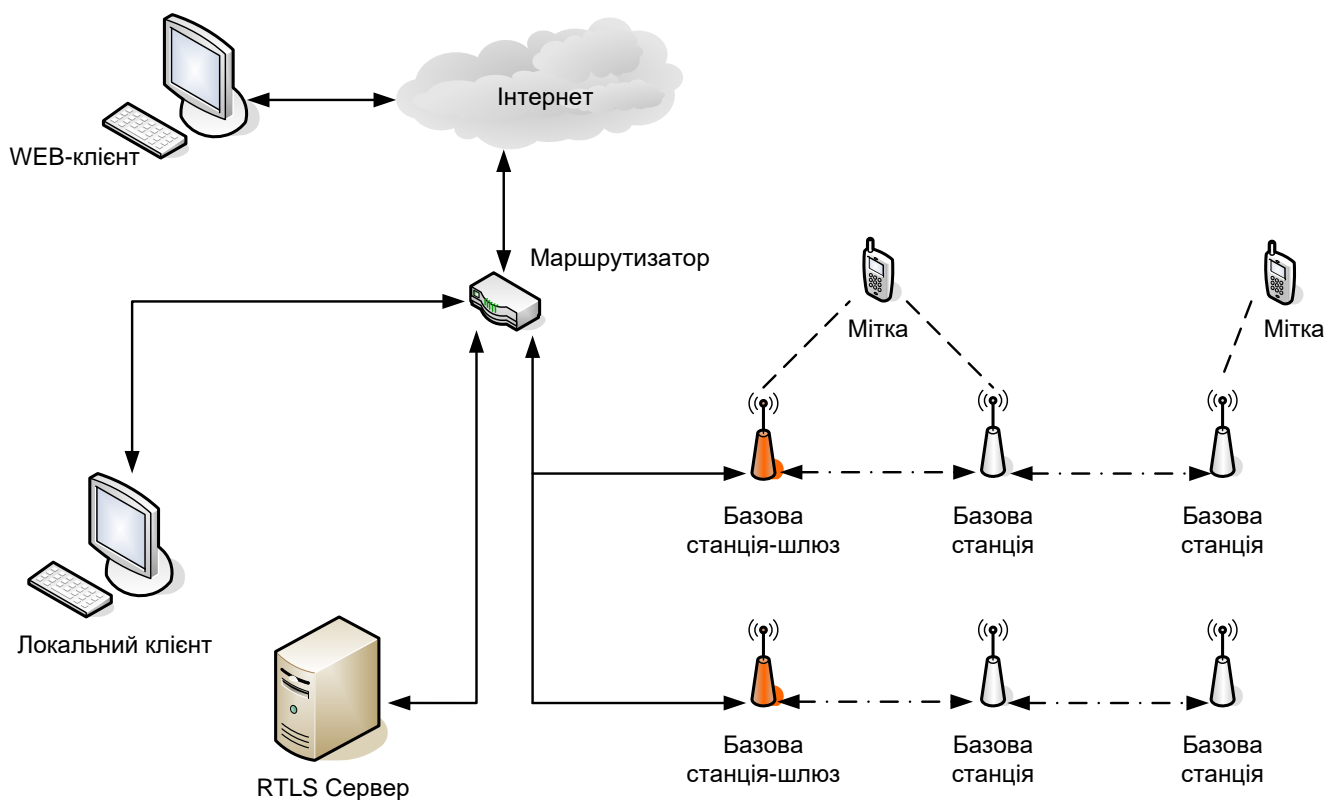 Інтернет
WEB-клієнт
Маршрутизатор
Мітка
Мітка
Базова
станція-шлюз
Базова
станція
Базова
станція
Локальний клієнт
RTLS Сервер
Базова
станція-шлюз
Базова
станція
Базова
станція